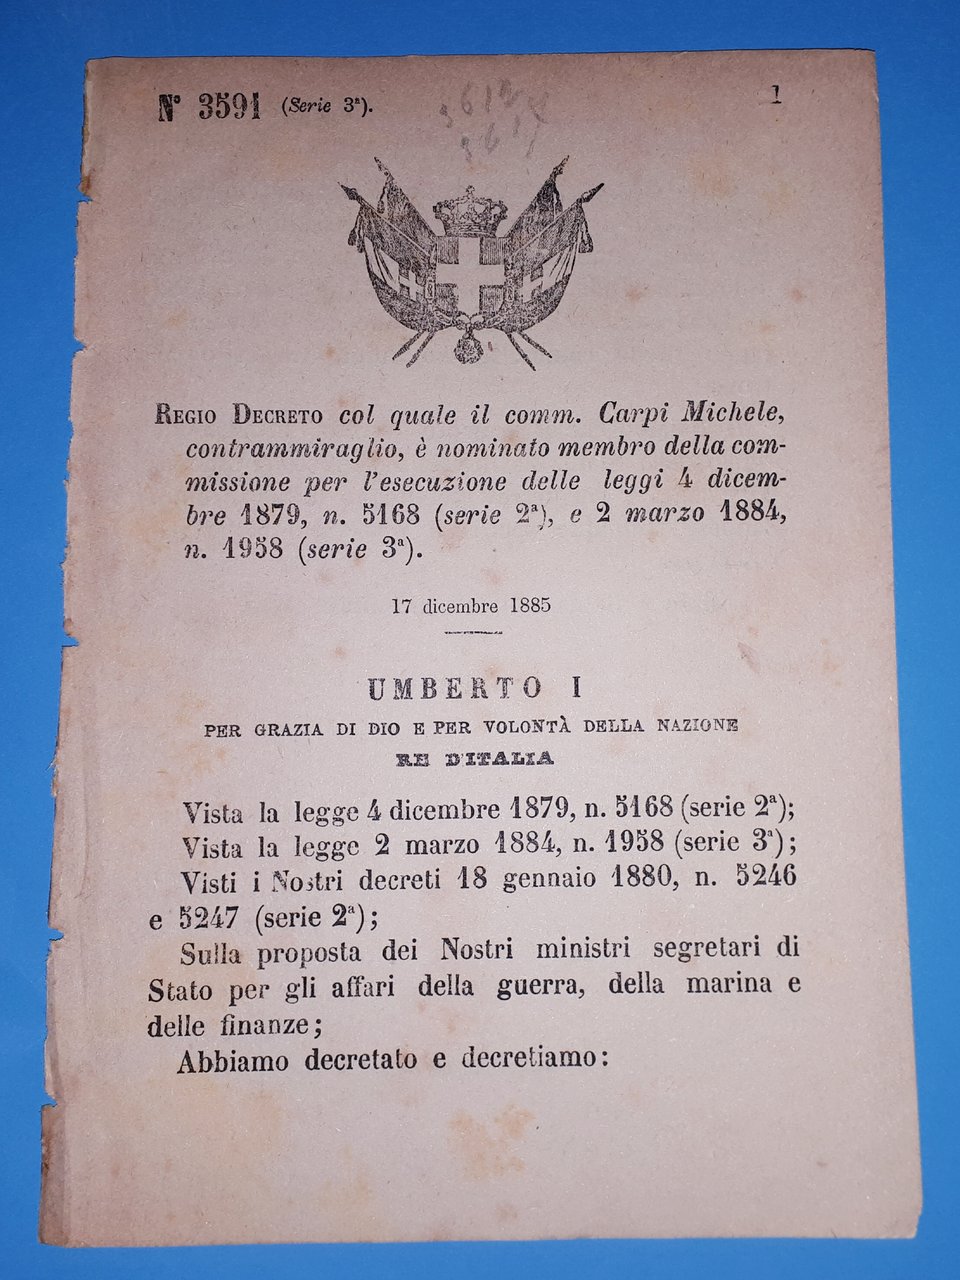 N° 3591 (Serie 3ª).
1
REGIO DECRETO col quale il comm. Carpi Michele,
contrammiraglio, è nominato membro della com-
missione per l'esecuzione delle leggi 4 dicem-
bre 1879, n. 5168 (serie 2ª), e 2 marzo 1884,
n. 1958 (serie 3ª).
17 dicembre 1885
UMBERTO I
PER GRAZIA DI DIO E PER VOLONTÀ DELLA NAZIONE
RE D'ITALIA
Vista la legge 4 dicembre 1879, n. 5168 (serie 2ª);
Vista la legge 2 marzo 1884, n. 1958 (serie 3ª);
Visti i Nostri decreti 18 gennaio 1880, n. 5246
e 5247 (serie 2ª);
Sulla proposta dei Nostri ministri segretari di
Stato per gli affari della guerra, della marina e
delle finanze;
Abbiamo decretato e decretiamo: